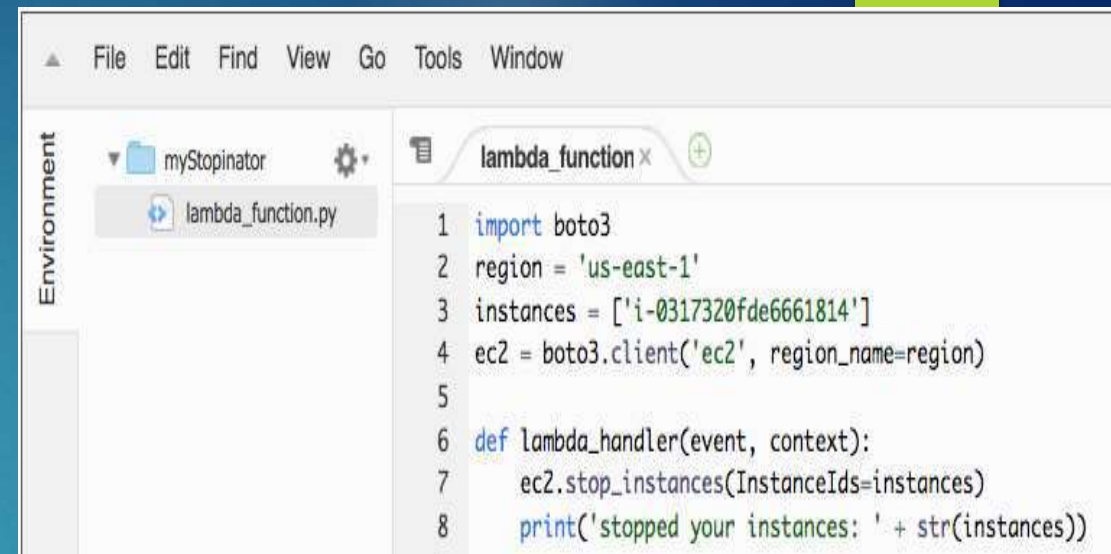 File Edit Find View Go Tools Window
Environment
myStopinator
lambda_function.py
lambda_function ×
1 import boto3
2 region = 'us-east-1'
3 instances = ['i-0317320fde6661814']
4 ec2 = boto3.client('ec2', region_name=region)
5
6 def lambda_handler(event, context):
7     ec2.stop_instances(InstanceIds=instances)
8     print('stopped your instances: ' + str(instances))